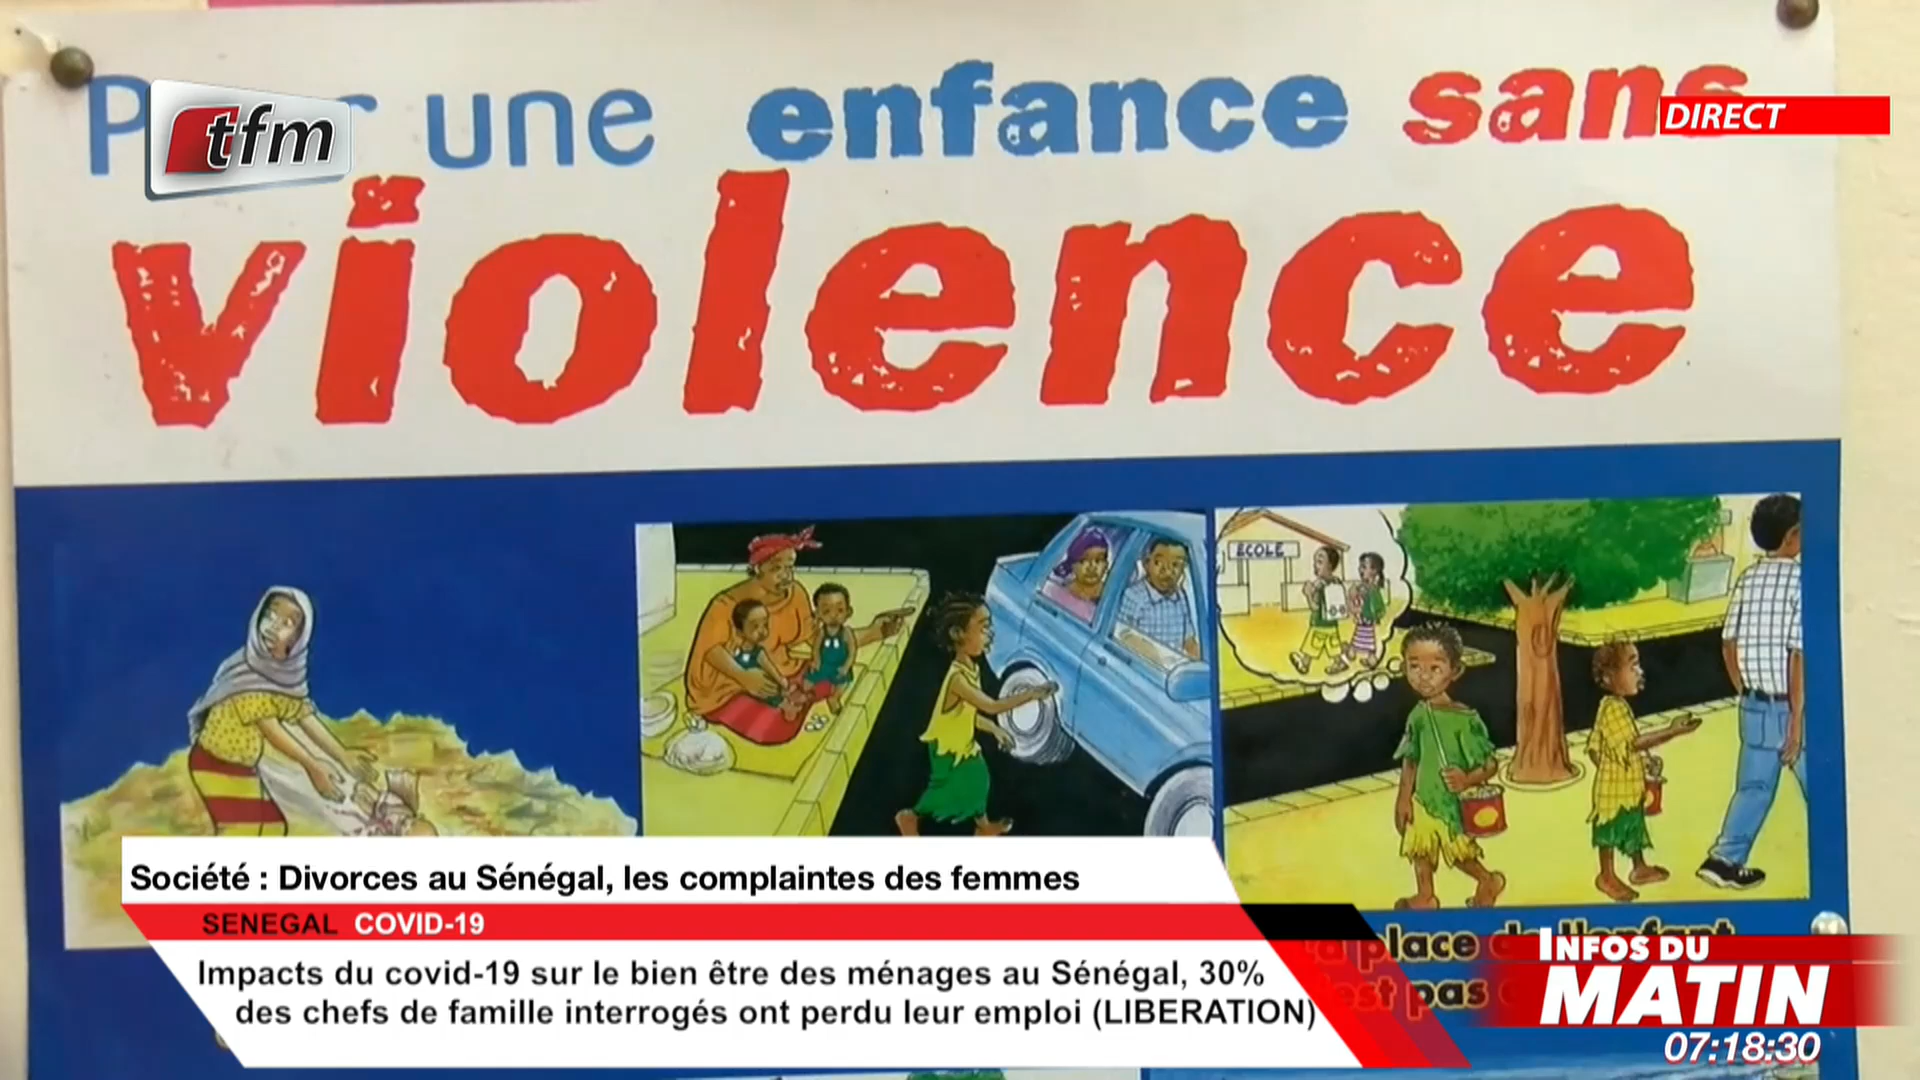 une enfance sans
tfm
DIRECT
violence
ECOLE
Société : Divorces au Sénégal, les complaintes des femmes
SENEGAL COVID-19
Impacts du covid-19 sur le bien être des ménages au Sénégal, 30%
des chefs de famille interrogés ont perdu leur emploi (LIBERATION)
place
pas
INFOS DU
MATIN
07:18:30